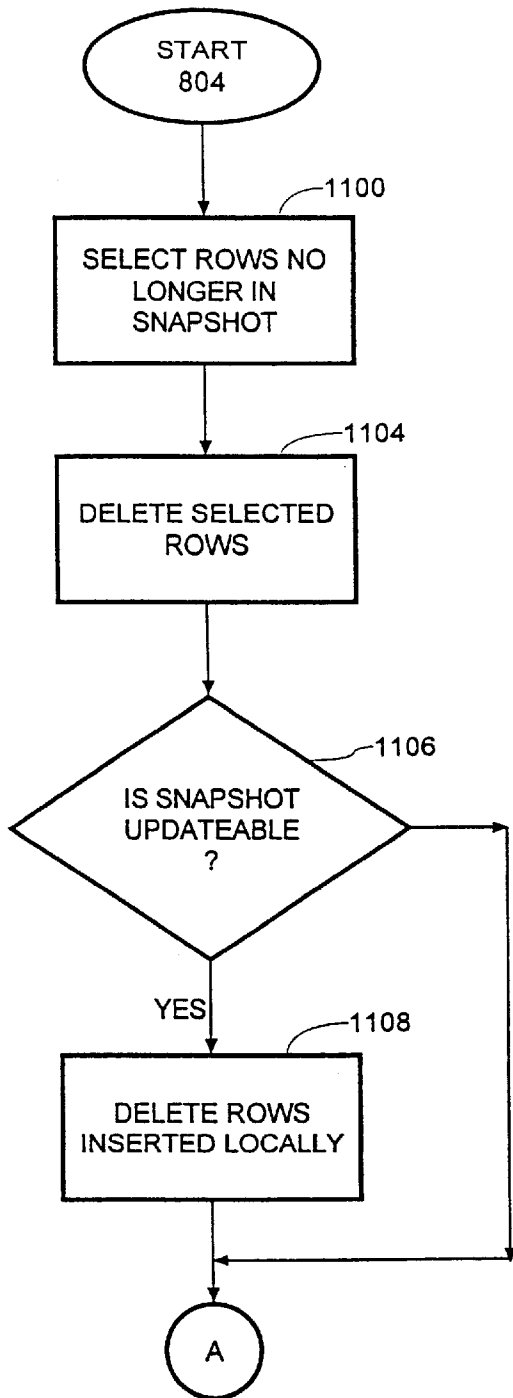 START
804
1100
SELECT ROWS NO
LONGER IN
SNAPSHOT
1104
DELETE SELECTED
ROWS
1106
IS SNAPSHOT
UPDATEABLE
?
YES
1108
DELETE ROWS
INSERTED LOCALLY
A